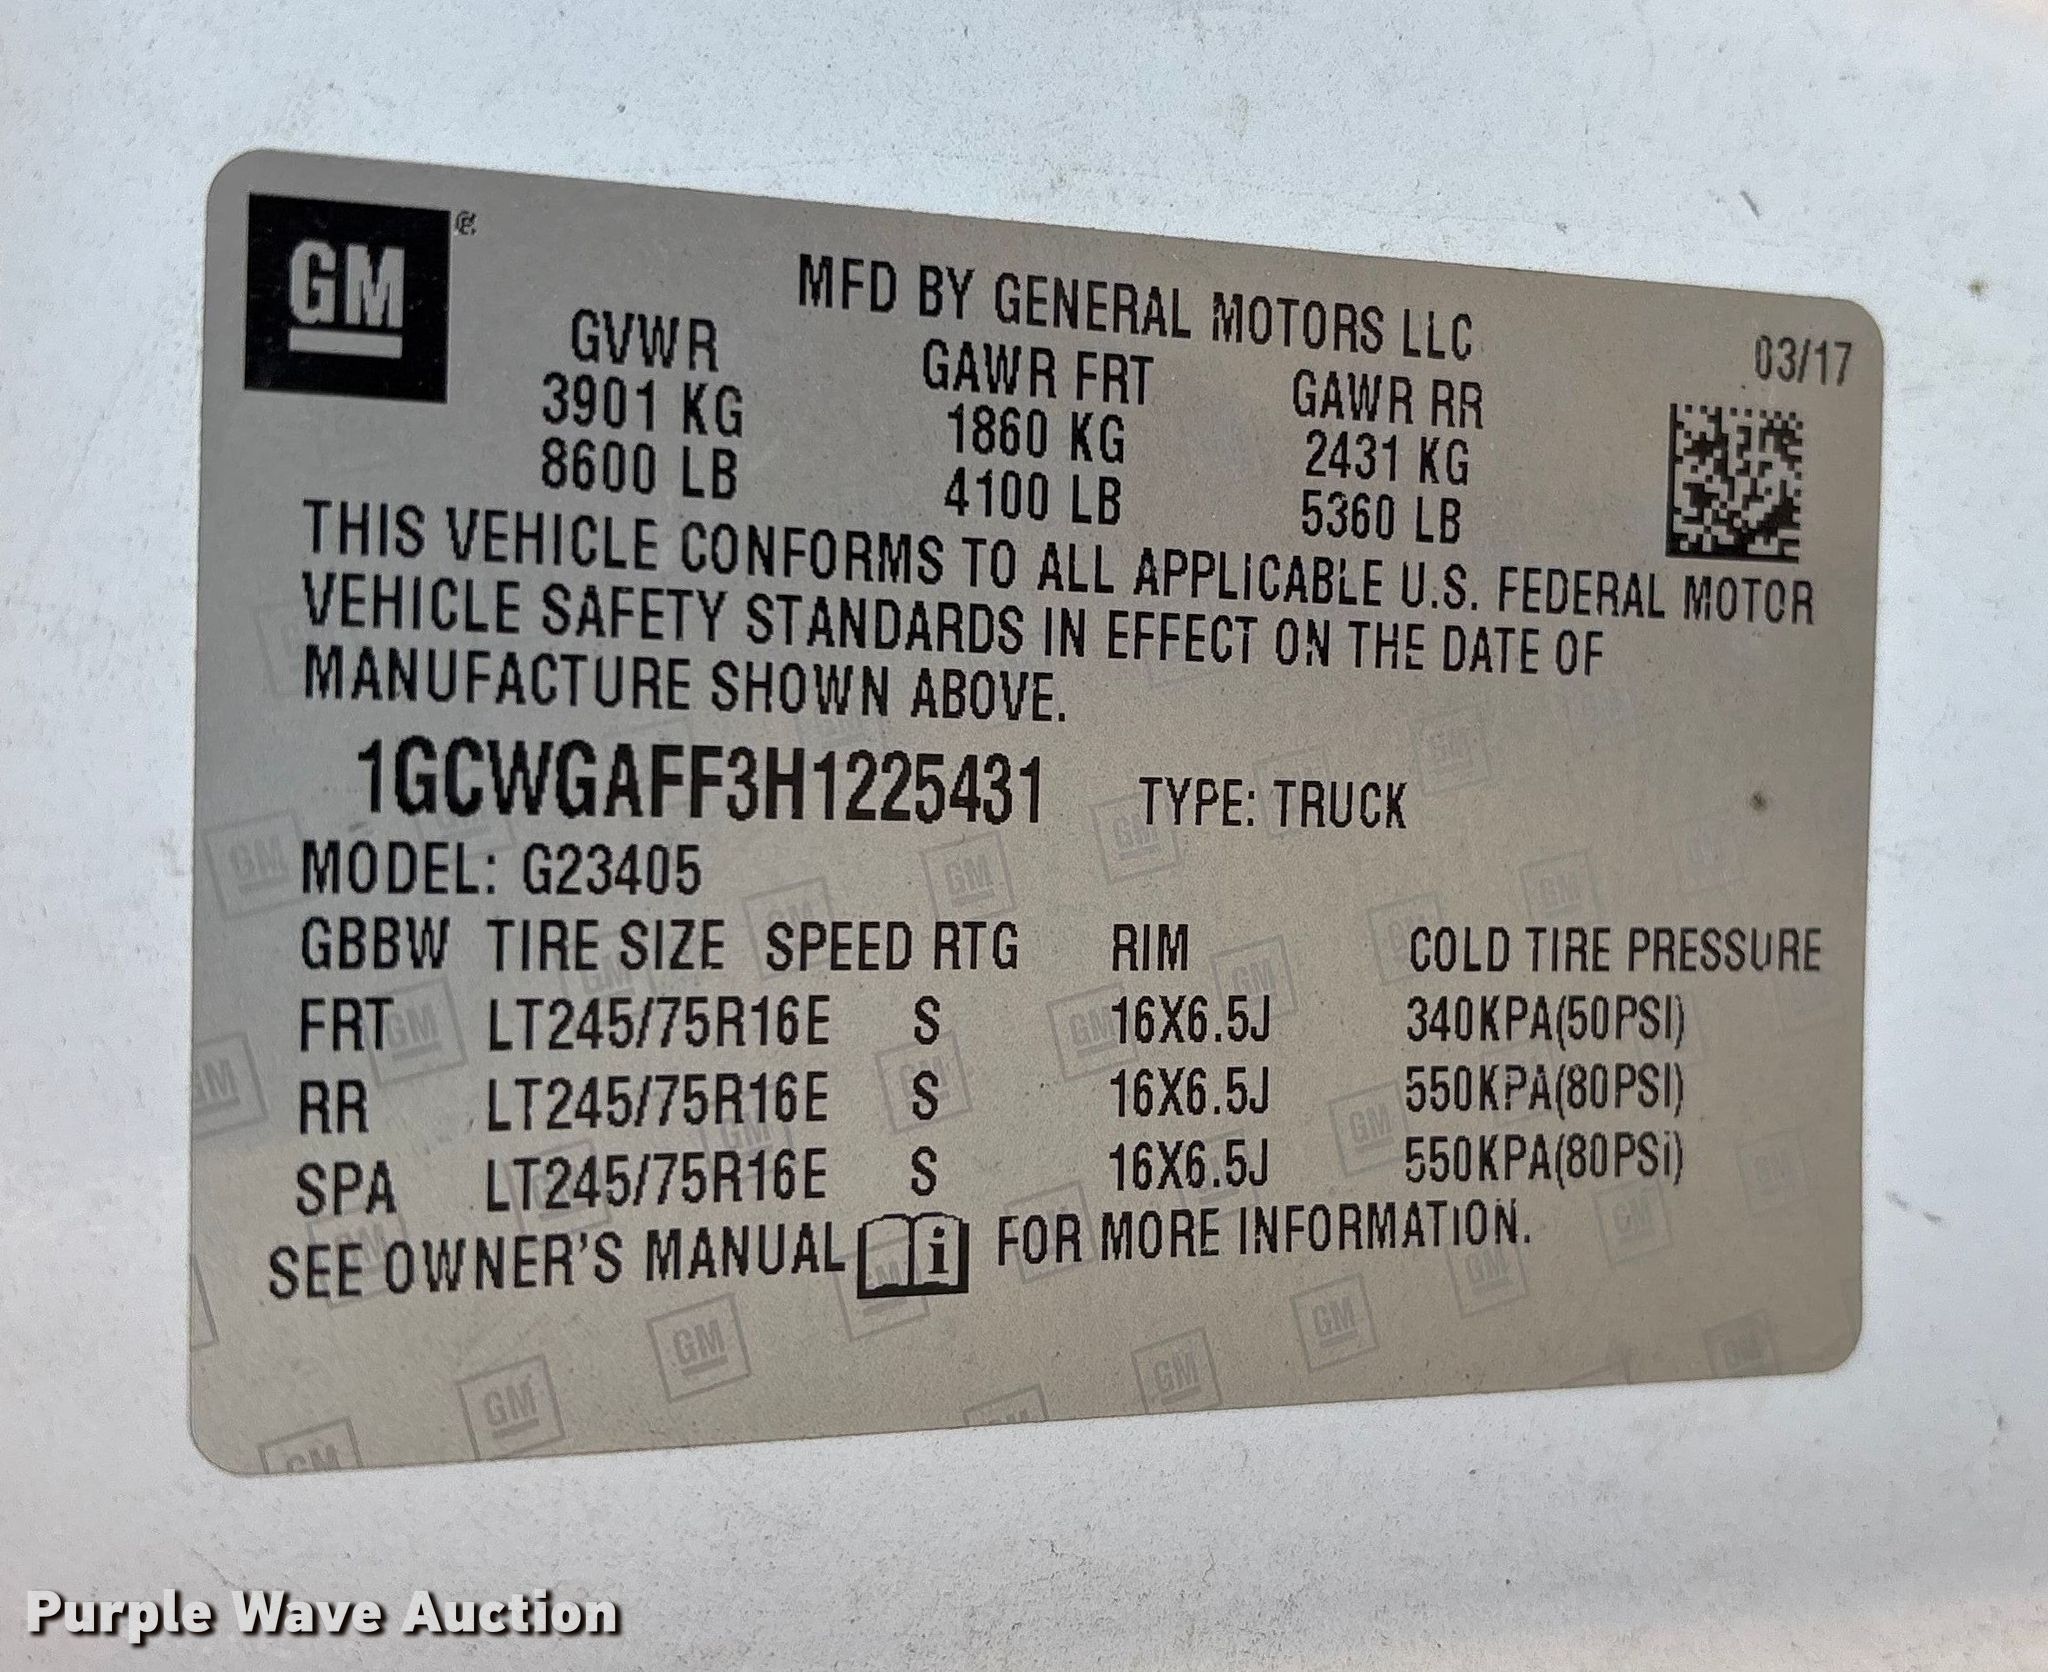 GM
MFD BY GENERAL MOTORS LLC
03/17
GVWR GAWR FRT GAWR RR
3901 KG 1860 KG 2431 KG
8600 LB 4100 LB 5360 LB
THIS VEHICLE CONFORMS TO ALL APPLICABLE U.S. FEDERAL MOTOR
VEHICLE SAFETY STANDARDS IN EFFECT ON THE DATE OF
MANUFACTURE SHOWN ABOVE.
1GCWGAFF3H1225431 TYPE: TRUCK
MODEL: G23405
GBBW TIRE SIZE SPEED RTG RIM COLD TIRE PRESSURE
FRT LT245/75R16E S 16X6.5J 340KPA(50PSI)
RR LT245/75R16E S 16X6.5J 550KPA(80PSI)
SPA LT245/75R16E S 16X6.5J 550KPA(80PSI)
SEE OWNER'S MANUAL i FOR MORE INFORMATION.
Purple Wave Auction